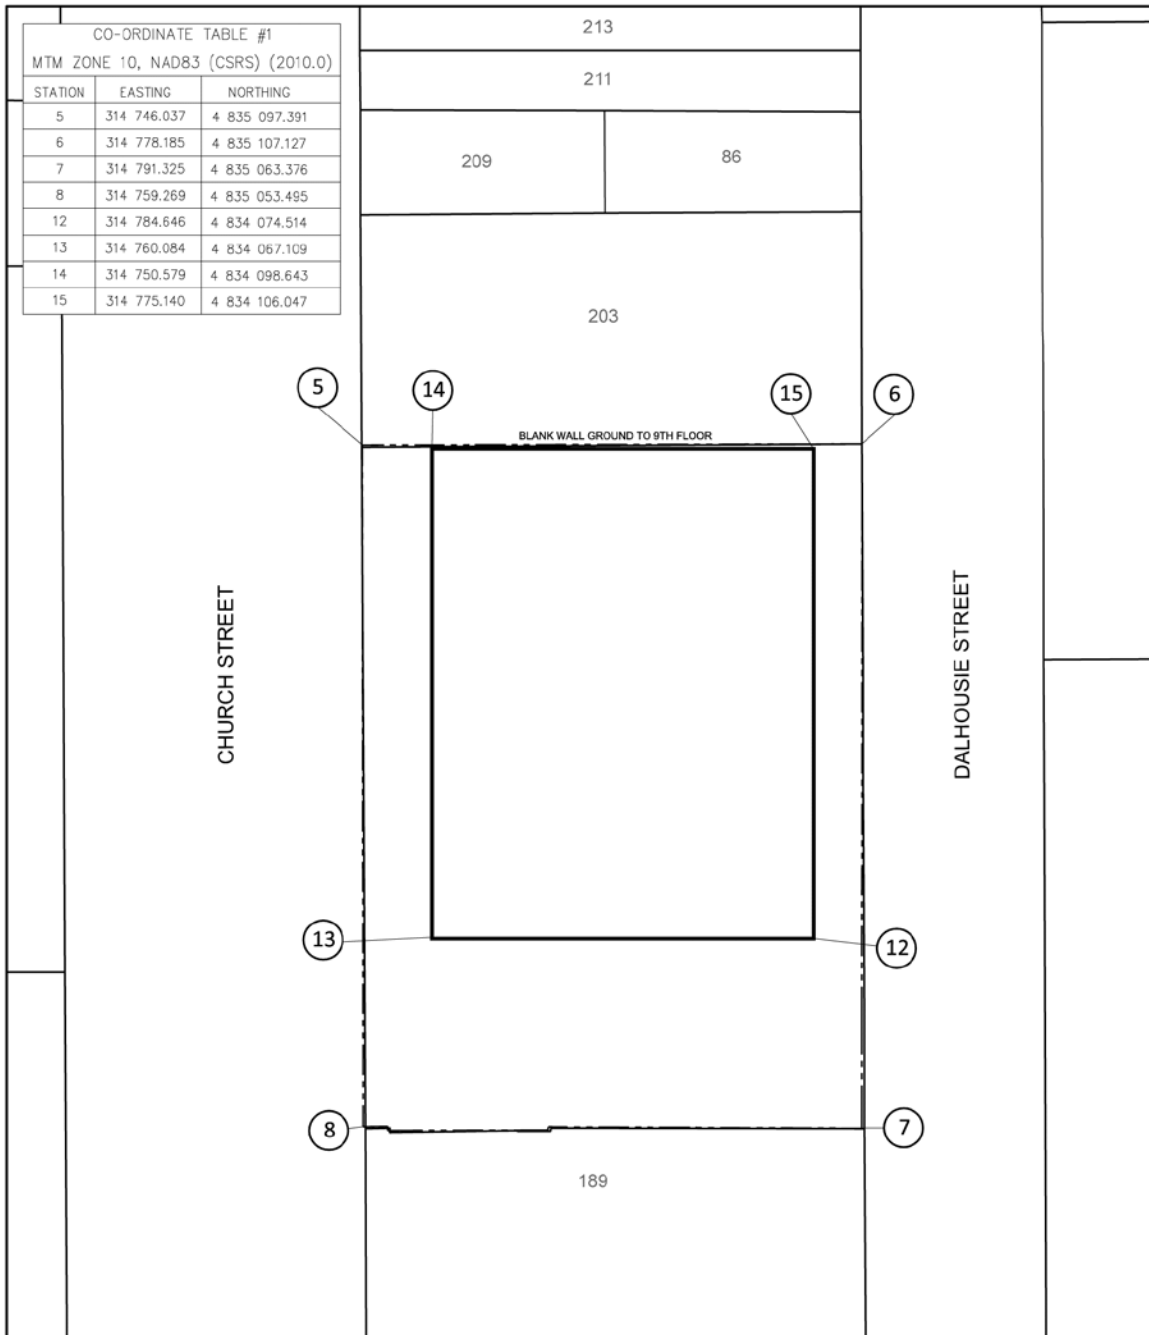 CO-ORDINATE TABLE #1
MTM ZONE 10, NAD83 (CSRS) (2010.0)
STATION EASTING NORTHING
5 314 746.037 4 835 097.391
6 314 778.185 4 835 107.127
7 314 791.325 4 835 063.376
8 314 759.269 4 835 053.495
12 314 784.646 4 834 074.514
13 314 760.084 4 834 067.109
14 314 750.579 4 834 098.643
15 314 775.140 4 834 106.047
213
211
209
86
203
5
14
15
6
BLANK WALL GROUND TO 9TH FLOOR
CHURCH STREET
DALHOUSIE STREET
13
12
8
7
189